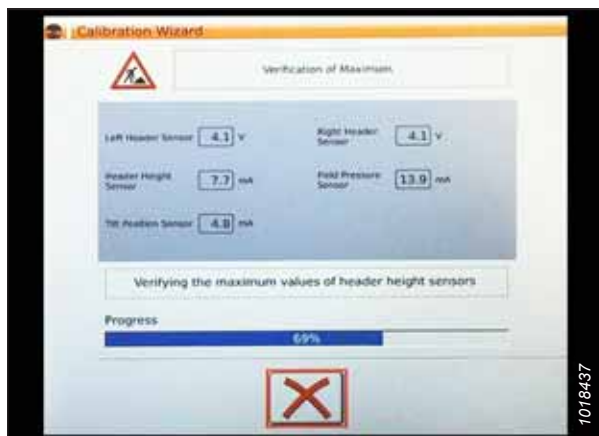 Calibration Wizard
Verification of Maximum
Left Header Sensor 4.1 V
Right Header
Sensor 4.1 V
Header Height
Sensor 7.7 mA
Field Pressure
Sensor 13.9 mA
Tilt Position Sensor 4.8 mA
Verifying the maximum values of header height sensors
Progress
69%
1018437